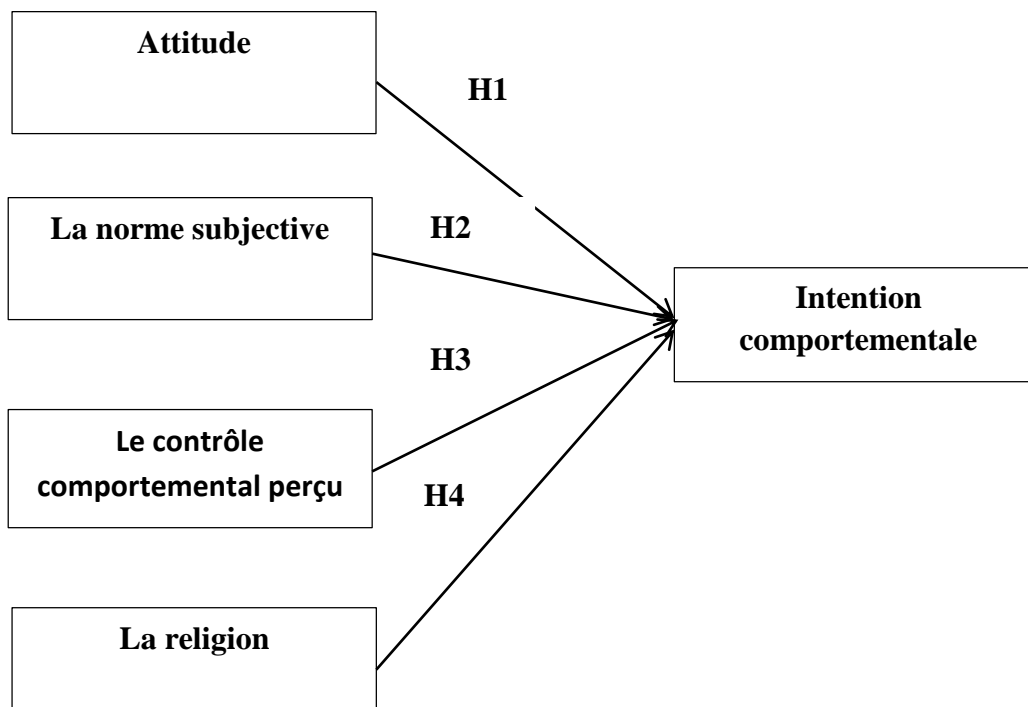 Attitude
H1
La norme subjective
H2
Intention
comportementale
H3
Le contrôle
comportemental perçu
H4
La religion